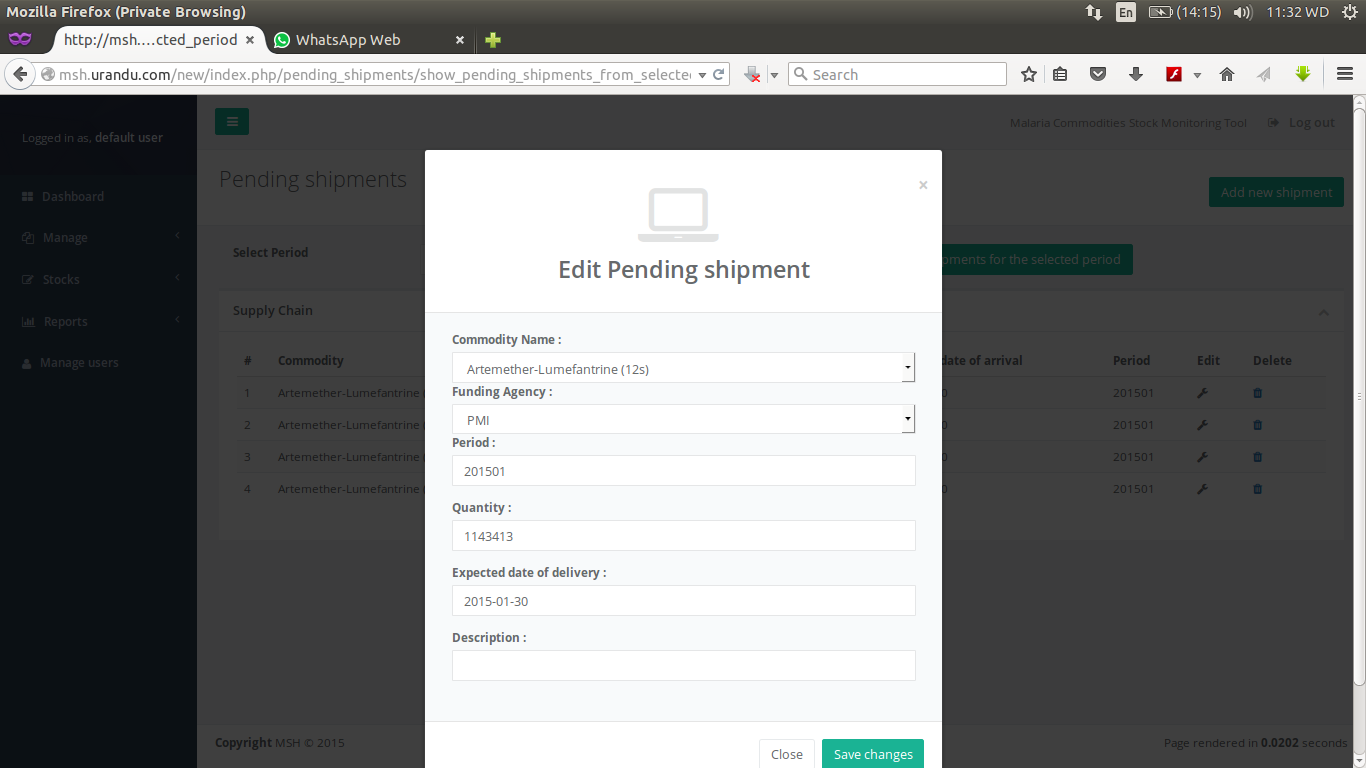 Mozilla Firefox (Private Browsing) En (14:15) 11:32 WD
http://msh....cted_period × WhatsApp Web ×
msh.urandu.com/new/index.php/pending_shipments/show_pending_shipments_from_selecte Search
Logged in as, default user Malaria Commodities Stock Monitoring Tool Log out
Pending shipments ×
Dashboard Add new shipment
Manage
Select Period pments for the selected period
Edit Pending shipment
Stocks
Supply Chain
Reports
Commodity Name :
# Commodity date of arrival Period Edit Delete
Manage users
Artemether-Lumefantrine (12s)
Funding Agency :
1 Artemether-Lumefantrine ( 0 201501
PMI
2 Artemether-Lumefantrine ( 0 201501
Period :
3 Artemether-Lumefantrine ( 0 201501
201501
4 Artemether-Lumefantrine ( 0 201501
Quantity :
1143413
Expected date of delivery :
2015-01-30
Description :
Copyright MSH © 2015 Page rendered in 0.0202 seconds
Close Save changes